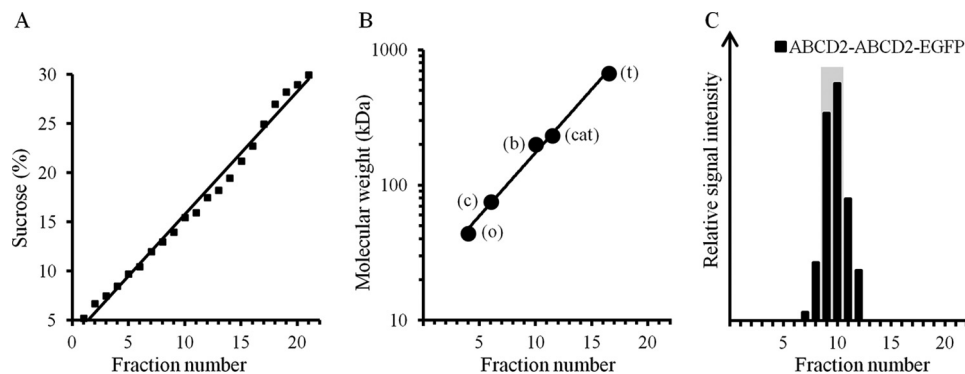 A
Sucrose (%)
30
25
20
15
10
5
0 5 10 15 20
Fraction number
B
Molecular weight (kDa)
1000
100
10
(t)
(cat)
(b)
(c)
(o)
5 10 15 20
Fraction number
C
Relative signal intensity
ABCD2-ABCD2-EGFP
5 10 15 20
Fraction number